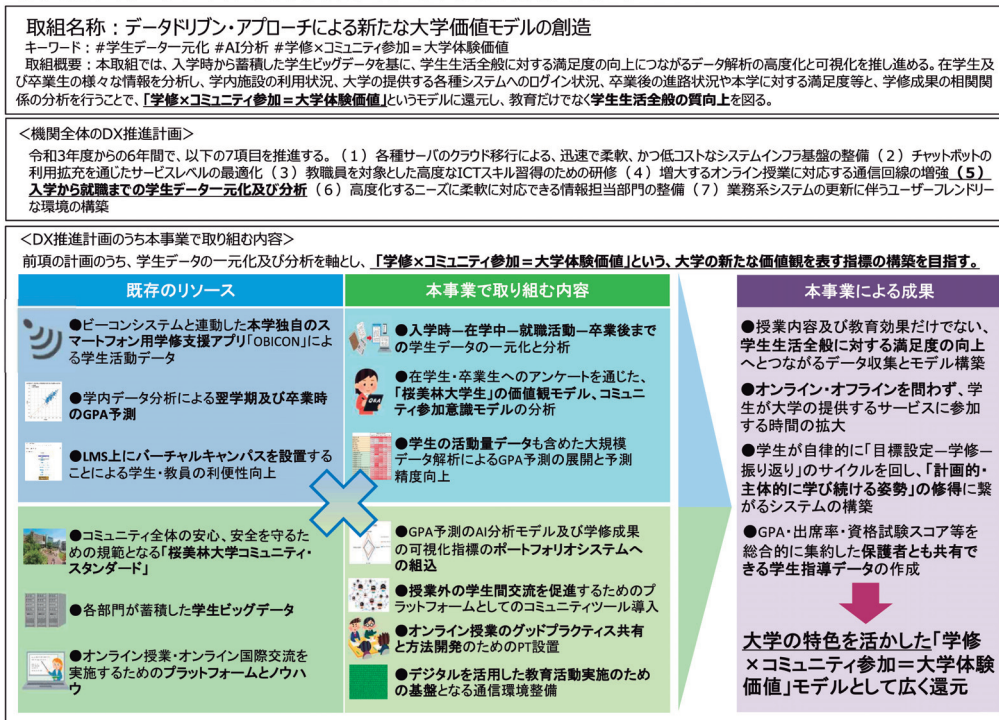 取組名称：データドリブン・アプローチによる新たな大学価値モデルの創造
キーワード：#学生データ一元化 #AI分析 #学修×コミュニティ参加＝大学体験価値
取組概要：本取組では、入学時から蓄積した学生ビッグデータを基に、学生生活全般に対する満足度の向上につながるデータ解析の高度化と可視化を推し進める。在学生及
び卒業生の様々な情報を分析し、学内施設の利用状況、大学の提供する各種システムへのログイン状況、卒業後の進路状況や本学に対する満足度等と、学修成果の相関関
係の分析を行うことで、「学修×コミュニティ参加＝大学体験価値」というモデルに還元し、教育だけでなく学生生活全般の質向上を図る。
＜機関全体のDX推進計画＞
令和3年度からの6年間で、以下の7項目を推進する。（１）各種サーバのクラウド移行による、迅速で柔軟、かつ低コストなシステムインフラ基盤の整備（２）チャットボットの
利用拡充を通じたサービスレベルの最適化（３）教職員を対象とした高度なICTスキル習得のための研修（４）増大するオンライン授業に対応する通信回線の増強（５）
入学から就職までの学生データ一元化及び分析（６）高度化するニーズに柔軟に対応できる情報担当部門の整備（７）業務系システムの更新に伴うユーザーフレンドリー
な環境の構築
＜DX推進計画のうち本事業で取り組む内容＞
前項の計画のうち、学生データの一元化及び分析を軸とし、「学修×コミュニティ参加＝大学体験価値」という、大学の新たな価値観を表す指標の構築を目指す。
既存のリソース
●ビーコンシステムと連動した本学独自のス
マートフォン用学修支援アプリ「OBICON」によ
る学生活動データ
●学内データ分析による翌学期及び卒業時
のGPA予測
●LMS上にバーチャルキャンパスを設置する
ことによる学生・教員の利便性向上
●コミュニティ全体の安心、安全を守るた
めの規範となる「桜美林大学コミュニティ・
スタンダード」
●各部門が蓄積した学生ビッグデータ
●オンライン授業・オンライン国際交流を
実施するためのプラットフォームとノウハ
ウ
本事業で取り組む内容
●入学時―在学中―就職活動―卒業後まで
の学生データの一元化と分析
●在学生・卒業生へのアンケートを通じた、
「桜美林大学生」の価値観モデル、コミュニ
ティ参加意識モデルの分析
Q&A
●学生の活動量データも含めた大規模
データ解析によるGPA予測の展開と予測
精度向上
●GPA予測のAI分析モデル及び学修成果
の可視化指標のポートフォリオシステムへ
の組込
●授業外の学生間交流を促進するためのプ
ラットフォームとしてのコミュニティツール導入
●オンライン授業のグッドプラクティス共有
と方法開発のためのPT設置
●デジタルを活用した教育活動実施のため
の基盤となる通信環境整備
本事業による成果
●授業内容及び教育効果だけでない、
学生生活全般に対する満足度の向上
へとつながるデータ収集とモデル構築
●オンライン・オフラインを問わず、学
生が大学の提供するサービスに参加
する時間の拡大
●学生が自律的に「目標設定―学修―
振り返り」のサイクルを回し、「計画的・
主体的に学び続ける姿勢」の修得に繋
がるシステムの構築
●GPA・出席率・資格試験スコア等を
総合的に集約した保護者とも共有で
きる学生指導データの作成
大学の特色を活かした「学修
×コミュニティ参加＝大学体験
価値」モデルとして広く還元